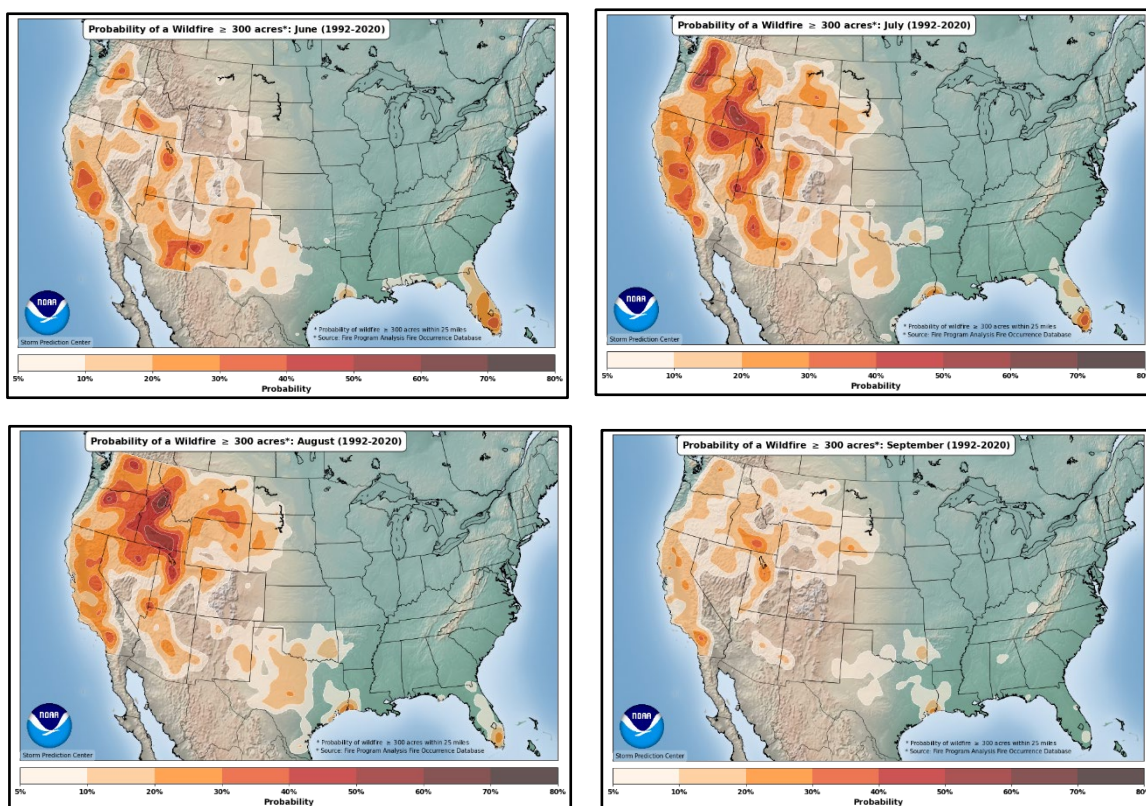 Probability of a Wildfire ≥ 300 acres*: June (1992-2020)
NOAA
Storm Prediction Center
* Probability of wildfire ≥ 300 acres within 25 miles
* Source: Fire Program Analysis Fire Occurrence Database
5% 10% 20% 30% 40% 50% 60% 70% 80%
Probability
Probability of a Wildfire ≥ 300 acres*: July (1992-2020)
NOAA
Storm Prediction Center
* Probability of wildfire ≥ 300 acres within 25 miles
* Source: Fire Program Analysis Fire Occurrence Database
5% 10% 20% 30% 40% 50% 60% 70% 80%
Probability
Probability of a Wildfire ≥ 300 acres*: August (1992-2020)
NOAA
Storm Prediction Center
* Probability of wildfire ≥ 300 acres within 25 miles
* Source: Fire Program Analysis Fire Occurrence Database
5% 10% 20% 30% 40% 50% 60% 70% 80%
Probability
Probability of a Wildfire ≥ 300 acres*: September (1992-2020)
NOAA
Storm Prediction Center
* Probability of wildfire ≥ 300 acres within 25 miles
* Source: Fire Program Analysis Fire Occurrence Database
5% 10% 20% 30% 40% 50% 60% 70% 80%
Probability